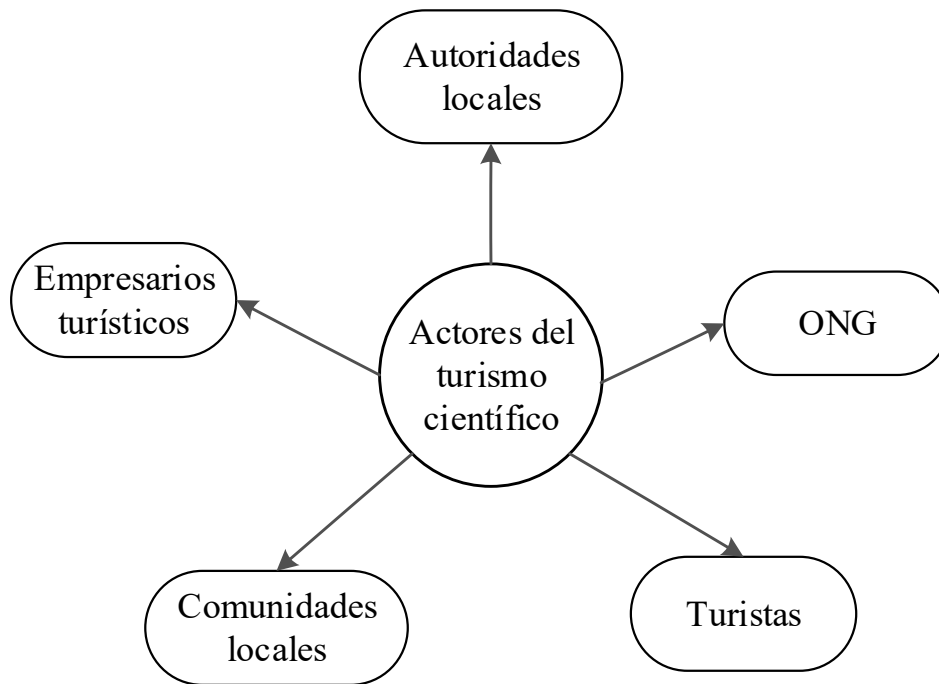 Autoridades
locales
Empresarios
turísticos
ONG
Actores del
turismo
científico
Comunidades
locales
Turistas